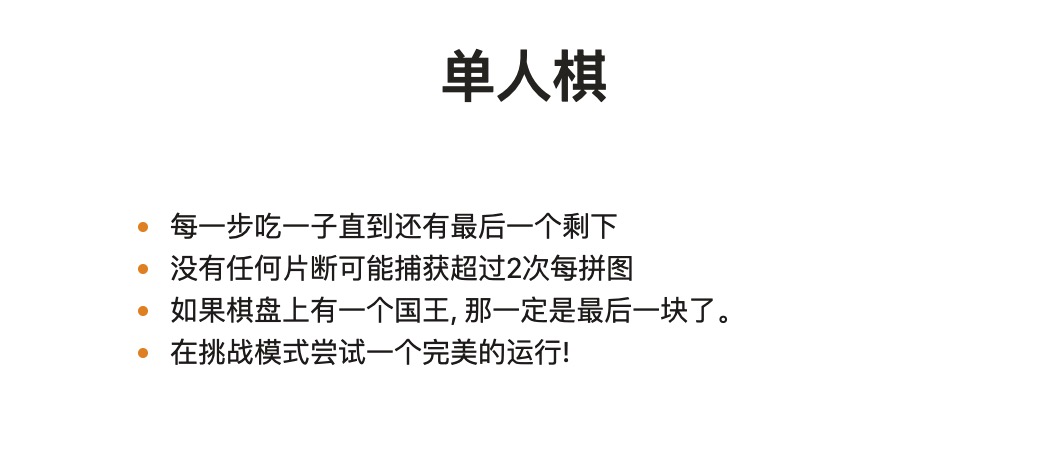 单人棋
每一步吃一子直到还有最后一个剩下
没有任何片断可能捕获超过2次每拼图
如果棋盘上有一个国王, 那一定是最后一块了。
在挑战模式尝试一个完美的运行!